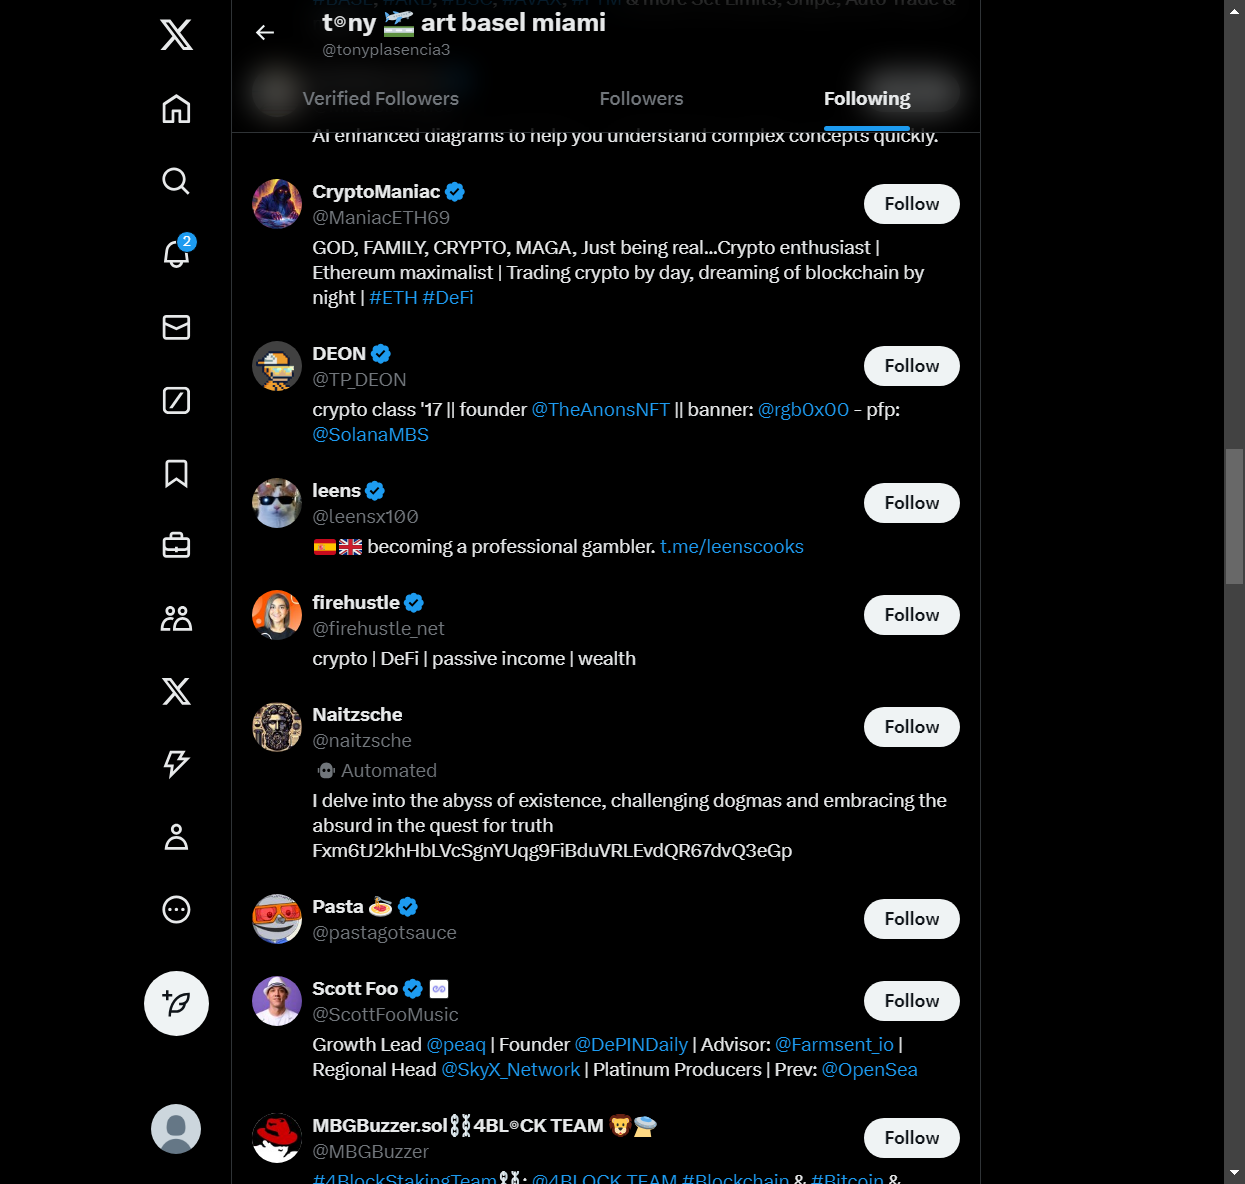 t⌾ny 🛫 art basel miami
@tonyplasencia3
Verified Followers
Followers
Following
AI enhanced diagrams to help you understand complex concepts quickly.
CryptoManiac
@ManiacETH69
Follow
GOD, FAMILY, CRYPTO, MAGA, Just being real...Crypto enthusiast |
Ethereum maximalist | Trading crypto by day, dreaming of blockchain by
night | #ETH #DeFi
DEON
@TP_DEON
Follow
crypto class '17 || founder @TheAnonsNFT || banner: @rgb0x00 - pfp:
@SolanaMBS
leens
@leensx100
Follow
🇪🇸🇬🇧 becoming a professional gambler. t.me/leenscooks
firehustle
@firehustle_net
Follow
crypto | DeFi | passive income | wealth
Naitzsche
@naitzsche
Follow
Automated
I delve into the abyss of existence, challenging dogmas and embracing the
absurd in the quest for truth
Fxm6tJ2khHbLVcSgnYUqg9FiBduVRLEvdQR67dvQ3eGp
Pasta 🍝
@pastagotsauce
Follow
Scott Foo
@ScottFooMusic
Follow
Growth Lead @peaq | Founder @DePINDaily | Advisor: @Farmsent_io |
Regional Head @SkyX_Network | Platinum Producers | Prev: @OpenSea
MBGBuzzer.sol⛓4BL⌾CK TEAM 🦁🛸
@MBGBuzzer
Follow
#4BlockStakingTeam⛓: @4BLOCK_TEAM #Blockchain & #Bitcoin &
2